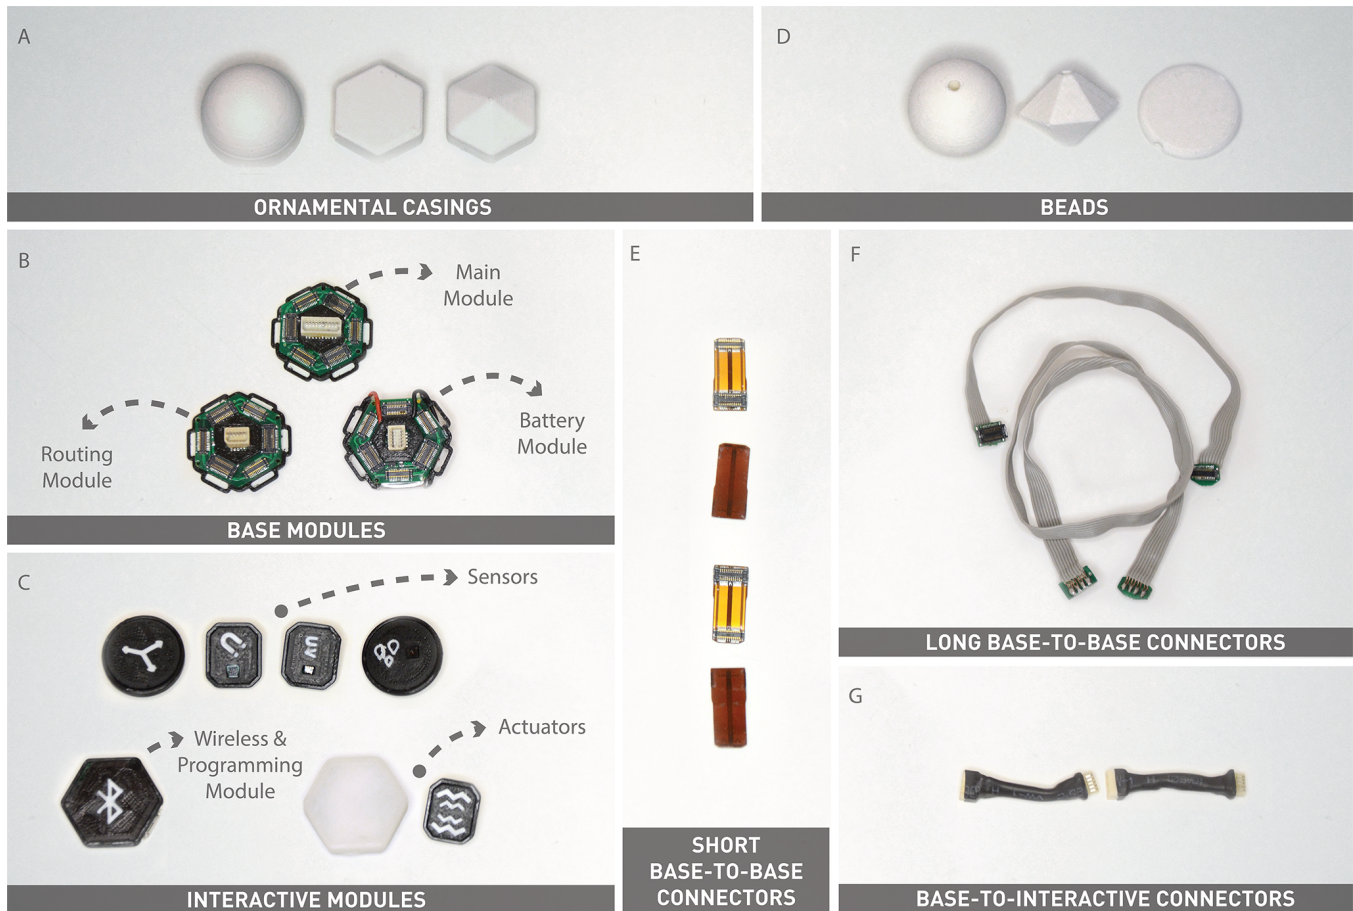 A
ORNAMENTAL CASINGS
D
BEADS
B
Main
Module
Routing
Module
Battery
Module
BASE MODULES
C
Sensors
UV
Wireless &
Programming
Module
Actuators
INTERACTIVE MODULES
E
SHORT
BASE-TO-BASE
CONNECTORS
F
LONG BASE-TO-BASE CONNECTORS
G
BASE-TO-INTERACTIVE CONNECTORS